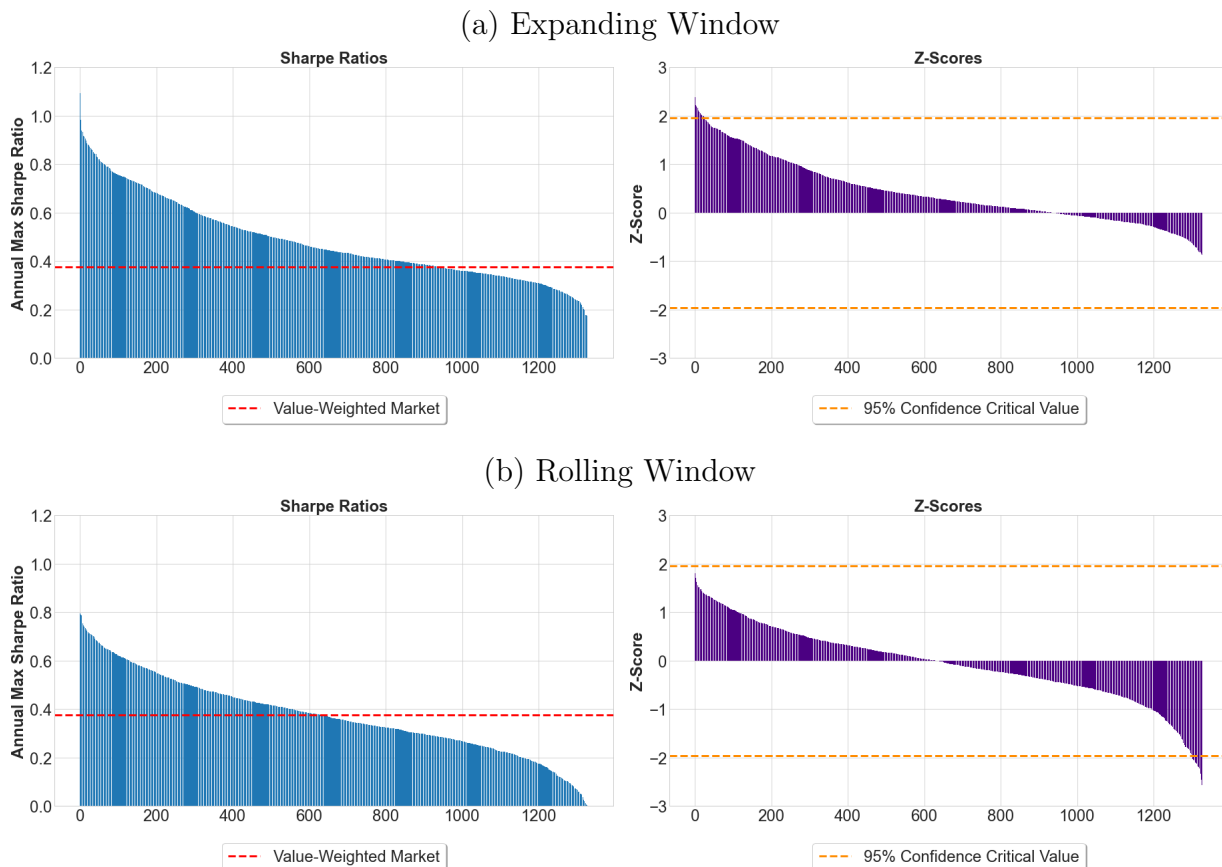 (a) Expanding Window
Sharpe Ratios
Z-Scores
1.2
1.0
0.8
0.6
0.4
0.2
0.0
Annual Max Sharpe Ratio
0 200 400 600 800 1000 1200
Value-Weighted Market
3
2
1
0
−1
−2
−3
Z-Score
0 200 400 600 800 1000 1200
95% Confidence Critical Value
(b) Rolling Window
Sharpe Ratios
Z-Scores
1.2
1.0
0.8
0.6
0.4
0.2
0.0
Annual Max Sharpe Ratio
0 200 400 600 800 1000 1200
Value-Weighted Market
3
2
1
0
−1
−2
−3
Z-Score
0 200 400 600 800 1000 1200
95% Confidence Critical Value